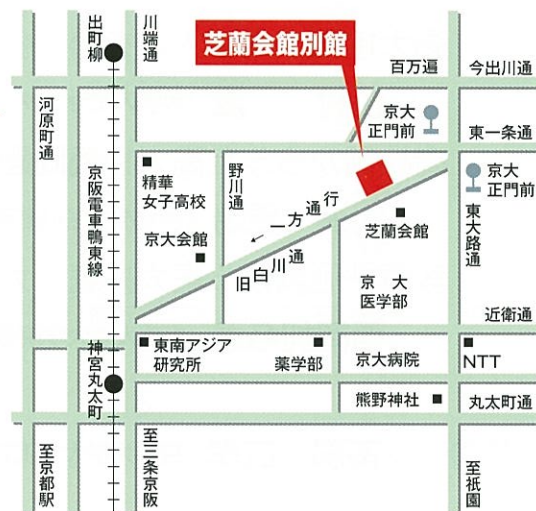 出町柳
川端通
芝蘭会館別館
百万遍
今出川通
河原町通
京大
正門前
東一条通
京阪電車鴨東線
精華
女子高校
野川通
京大
正門前
京大会館
一方通行
旧白川通
芝蘭会館
東大路通
京大
医学部
近衛通
神宮丸太町
東南アジア
研究所
薬学部
京大病院
NTT
熊野神社
丸太町通
至京都駅
至三条京阪
至祇園